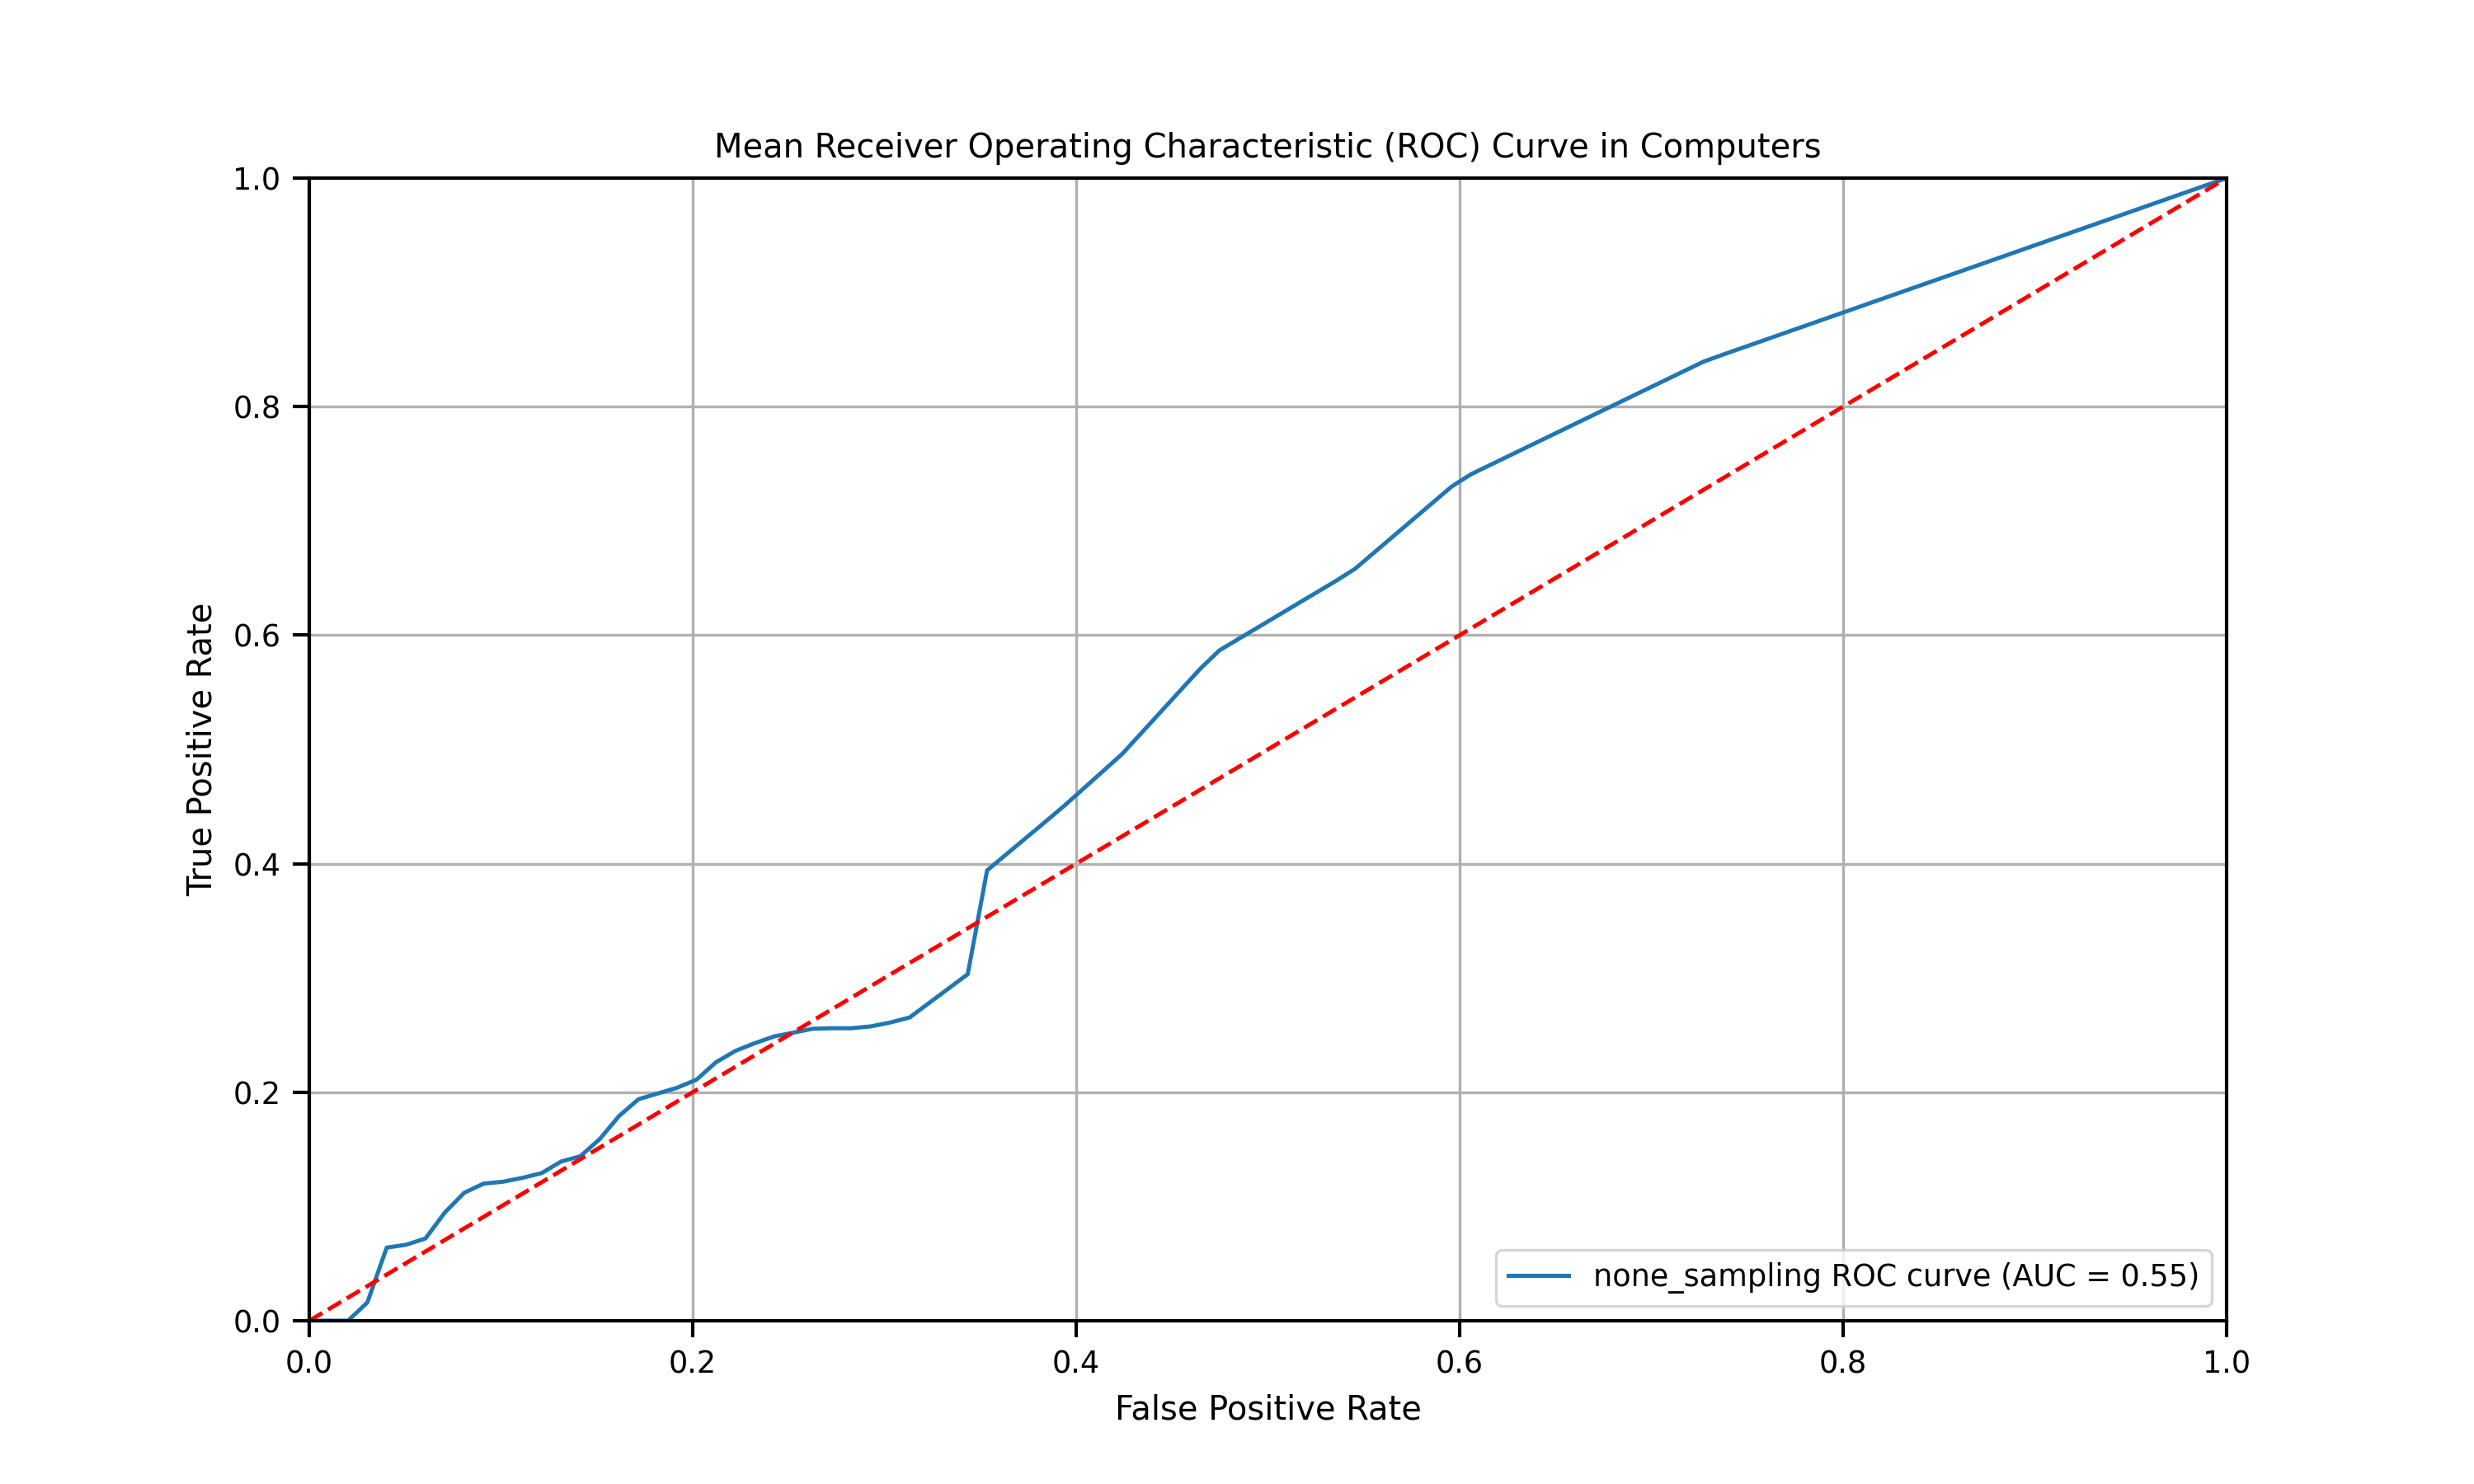 Mean Receiver Operating Characteristic (ROC) Curve in Computers
1.0
0.8
0.6
0.4
0.2
0.0
True Positive Rate
none_sampling ROC curve (AUC = 0.55)
0.0 0.2 0.4 0.6 0.8 1.0
False Positive Rate